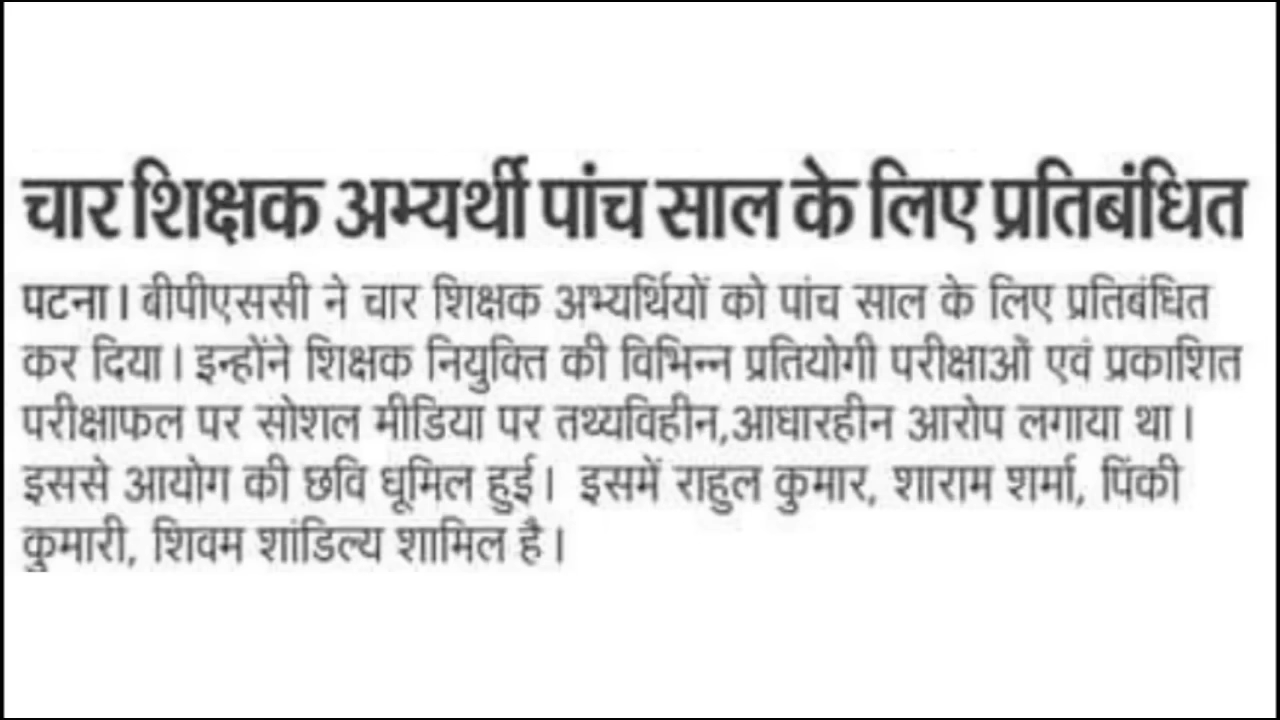 चार शिक्षक अभ्यर्थी पांच साल के लिए प्रतिबंधित
पटना। बीपीएससी ने चार शिक्षक अभ्यर्थियों को पांच साल के लिए प्रतिबंधित
कर दिया। इन्होंने शिक्षक नियुक्ति की विभिन्न प्रतियोगी परीक्षाओं एवं प्रकाशित
परीक्षाफल पर सोशल मीडिया पर तथ्यविहीन,आधारहीन आरोप लगाया था।
इससे आयोग की छवि धूमिल हुई। इसमें राहुल कुमार, शाराम शर्मा, पिंकी
कुमारी, शिवम शांडिल्य शामिल है।